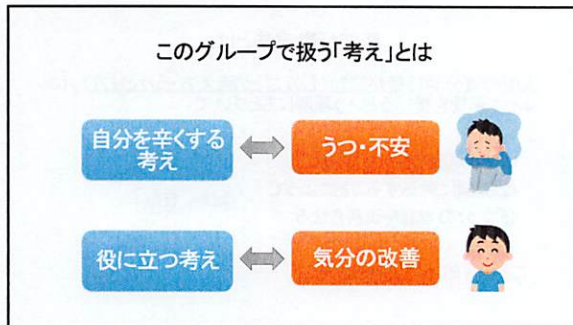 このグループで扱う「考え」とは
自分を辛くする
考え
うつ・不安
役に立つ考え
気分の改善